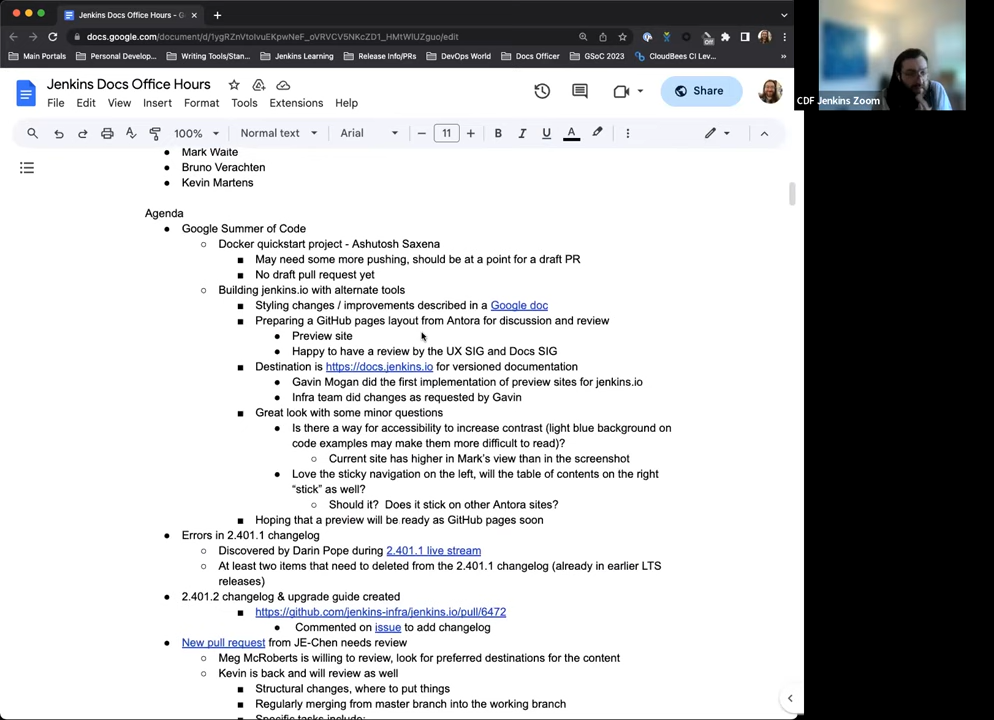 Jenkins Docs Office Hours - G
docs.google.com/document/d/1ygRZnVtoIvuEKpwNeF_oVRVCV5NKcZD1_HMtWlUZguo/edit
Main Portals
Personal Develop...
Writing Tools/Stan...
Jenkins Learning
Release Info/PRs
DevOps World
Docs Officer
GSoC 2023
CloudBees CI Lev...
»
CDF Jenkins Zoom
Jenkins Docs Office Hours
File Edit View Insert Format Tools Extensions Help
Share
100% Normal text Arial 11 B I U A
Mark Waite
Bruno Verachten
Kevin Martens
Agenda
Google Summer of Code
Docker quickstart project - Ashutosh Saxena
May need some more pushing, should be at a point for a draft PR
No draft pull request yet
Building jenkins.io with alternate tools
Styling changes / improvements described in a Google doc
Preparing a GitHub pages layout from Antora for discussion and review
Preview site
Happy to have a review by the UX SIG and Docs SIG
Destination is https://docs.jenkins.io for versioned documentation
Gavin Mogan did the first implementation of preview sites for jenkins.io
Infra team did changes as requested by Gavin
Great look with some minor questions
Is there a way for accessibility to increase contrast (light blue background on
code examples may make them more difficult to read)?
Current site has higher in Mark's view than in the screenshot
Love the sticky navigation on the left, will the table of contents on the right
“stick” as well?
Should it? Does it stick on other Antora sites?
Hoping that a preview will be ready as GitHub pages soon
Errors in 2.401.1 changelog
Discovered by Darin Pope during 2.401.1 live stream
At least two items that need to deleted from the 2.401.1 changelog (already in earlier LTS
releases)
2.401.2 changelog & upgrade guide created
https://github.com/jenkins-infra/jenkins.io/pull/6472
Commented on issue to add changelog
New pull request from JE-Chen needs review
Meg McRoberts is willing to review, look for preferred destinations for the content
Kevin is back and will review as well
Structural changes, where to put things
Regularly merging from master branch into the working branch
Specific tasks include: